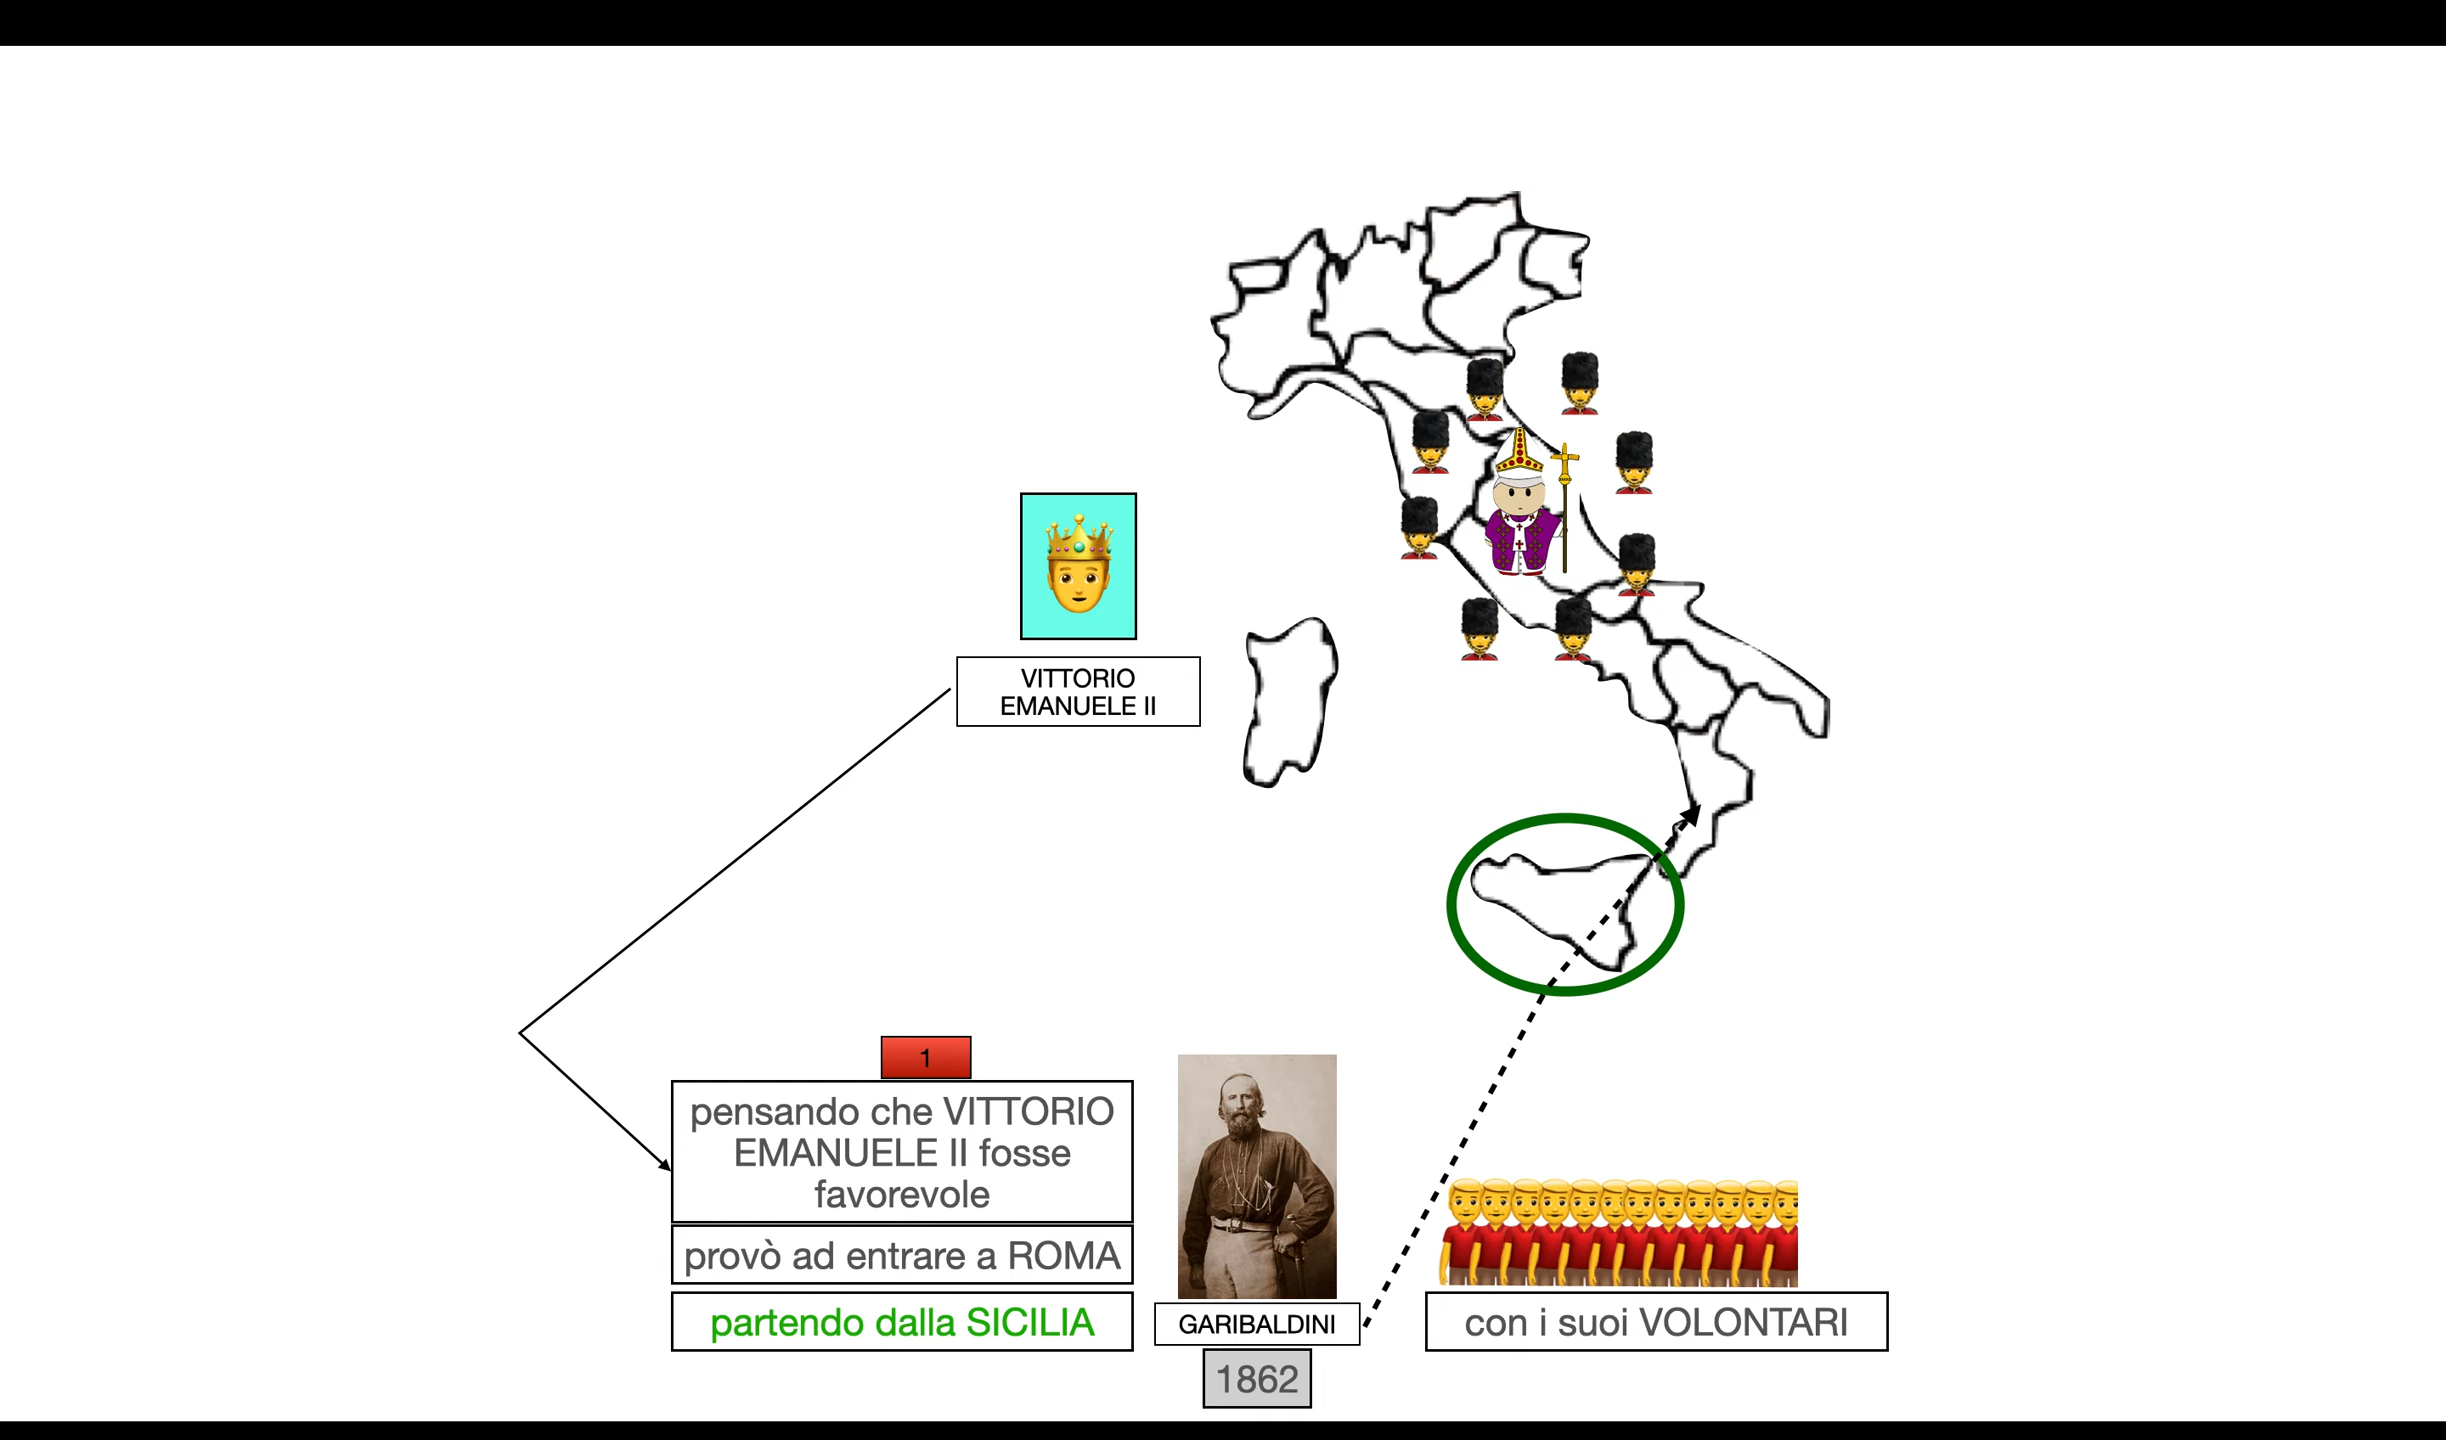 VITTORIO
EMANUELE II
1
pensando che VITTORIO
EMANUELE II fosse
favorevole
provò ad entrare a ROMA
partendo dalla SICILIA
GARIBALDINI
1862
con i suoi VOLONTARI